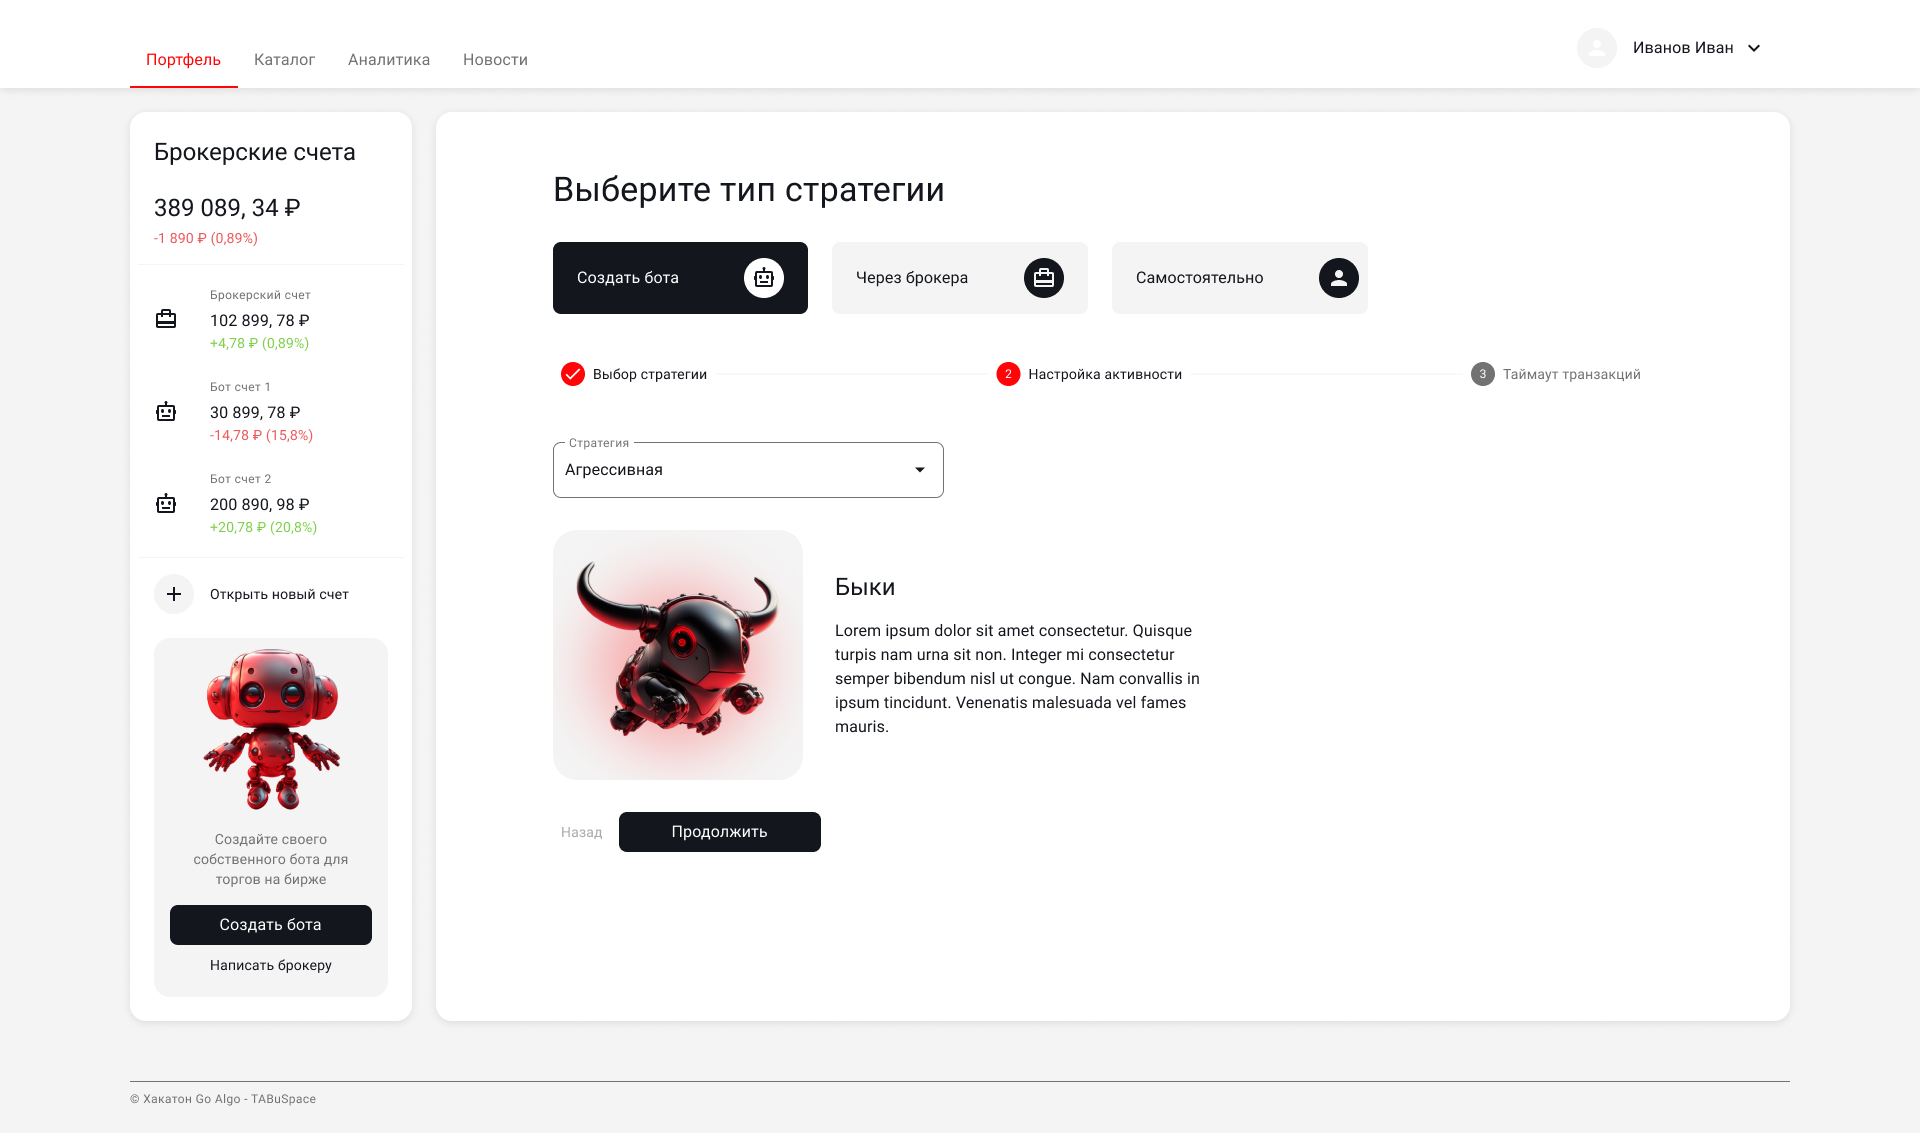 Портфель
Каталог
Аналитика
Новости
Иванов Иван
Брокерские счета
389 089, 34 ₽
-1 890 ₽ (0,89%)
Брокерский счет
102 899, 78 ₽
+4,78 ₽ (0,89%)
Бот счет 1
30 899, 78 ₽
-14,78 ₽ (15,8%)
Бот счет 2
200 890, 98 ₽
+20,78 ₽ (20,8%)
Открыть новый счет
Создайте своего
собственного бота для
торгов на бирже
Создать бота
Написать брокеру
Выберите тип стратегии
Создать бота
Через брокера
Самостоятельно
Выбор стратегии
2 Настройка активности
3 Таймаут транзакций
Стратегия
Агрессивная
Быки
Lorem ipsum dolor sit amet consectetur. Quisque
turpis nam urna sit non. Integer mi consectetur
semper bibendum nisl ut congue. Nam convallis in
ipsum tincidunt. Venenatis malesuada vel fames
mauris.
Назад
Продолжить
© Хакатон Go Algo - TABuSpace